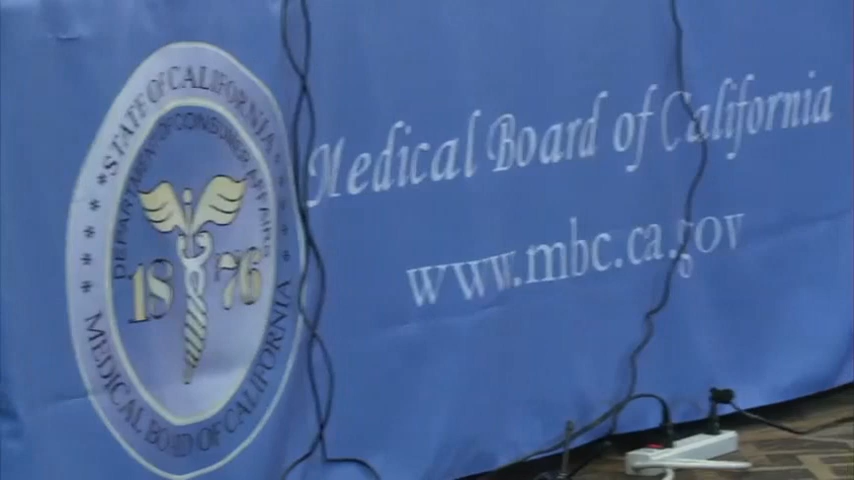 STATE OF CALIFORNIA
DEPARTMENT OF CONSUMER AFFAIRS
1876
MEDICAL BOARD OF CALIFORNIA
Medical Board of California
www.mbc.ca.gov